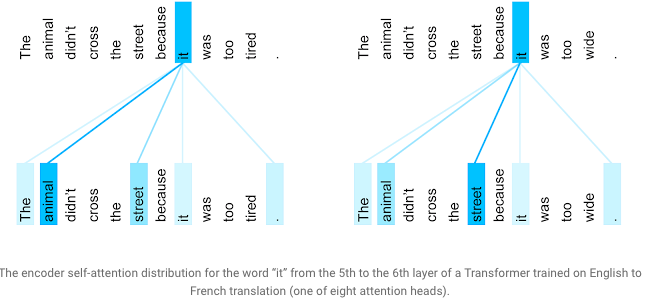 The animal didn't cross the street because it was too tired .
The animal didn't cross the street because it was too wide .
The animal didn't cross the street because it was too tired .
The animal didn't cross the street because it was too wide .
The encoder self-attention distribution for the word “it” from the 5th to the 6th layer of a Transformer trained on English to
French translation (one of eight attention heads).